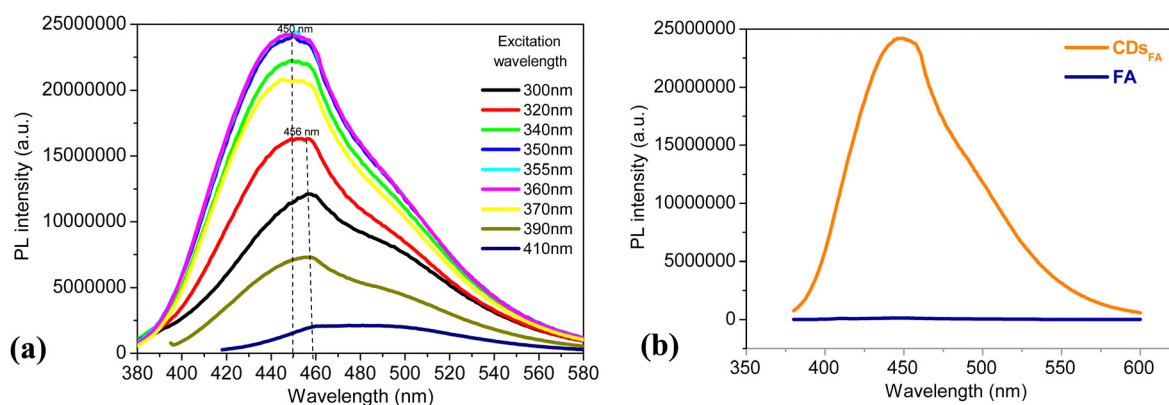 25000000
20000000
15000000
10000000
5000000
0
PL intensity (a.u.)
380 400 420 440 460 480 500 520 540 560 580
Wavelength (nm)
450 nm
456 nm
Excitation
wavelength
300nm
320nm
340nm
350nm
355nm
360nm
370nm
390nm
410nm
(a)
25000000
20000000
15000000
10000000
5000000
0
PL intensity (a.u.)
350 400 450 500 550 600
Wavelength (nm)
CDsFA
FA
(b)